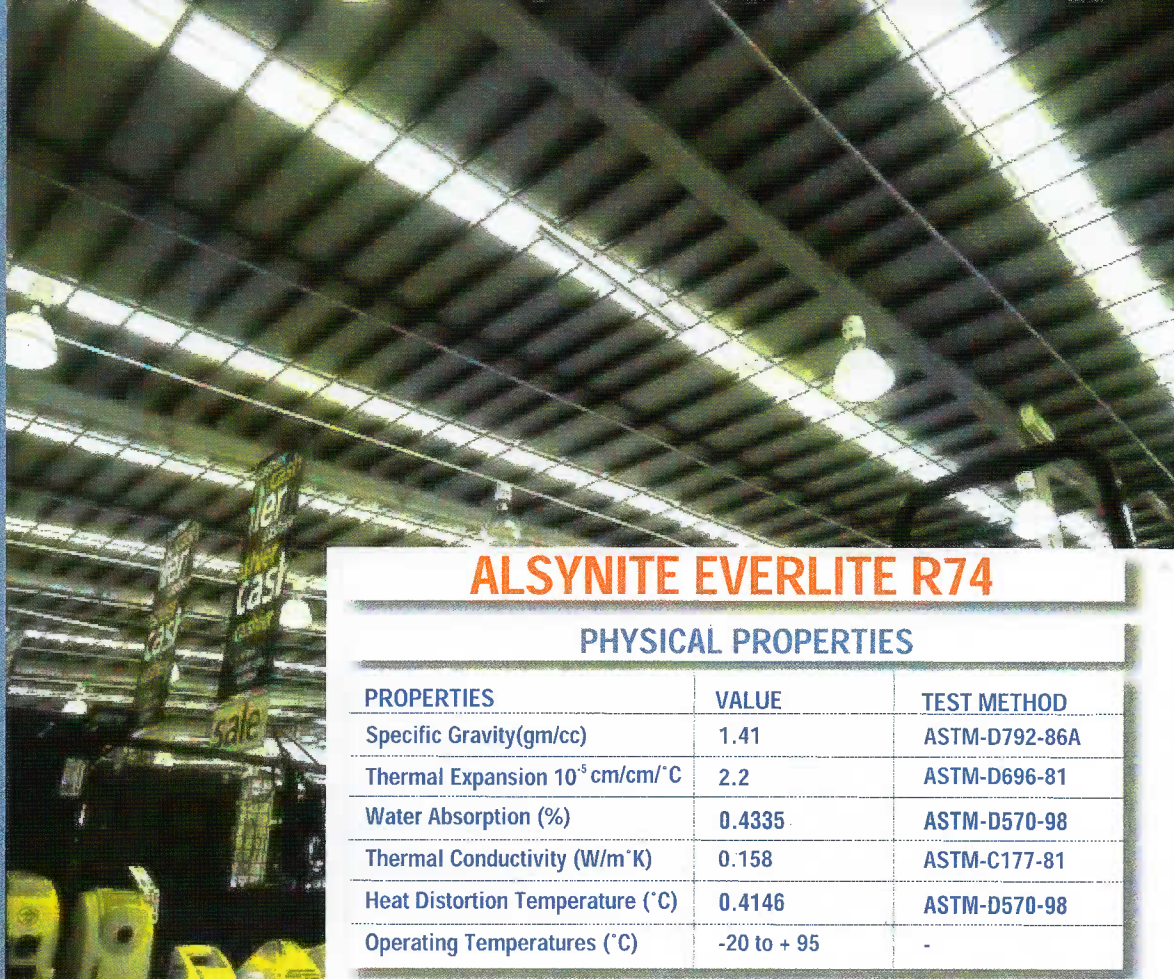 ler
cash
cash
sale
ALSYNITE EVERLITE R74
PHYSICAL PROPERTIES
PROPERTIES VALUE TEST METHOD
Specific Gravity(gm/cc) 1.41 ASTM-D792-86A
Thermal Expansion 10⁻⁵ cm/cm/°C 2.2 ASTM-D696-81
Water Absorption (%) 0.4335 ASTM-D570-98
Thermal Conductivity (W/m°K) 0.158 ASTM-C177-81
Heat Distortion Temperature (°C) 0.4146 ASTM-D570-98
Operating Temperatures (°C) -20 to + 95 -